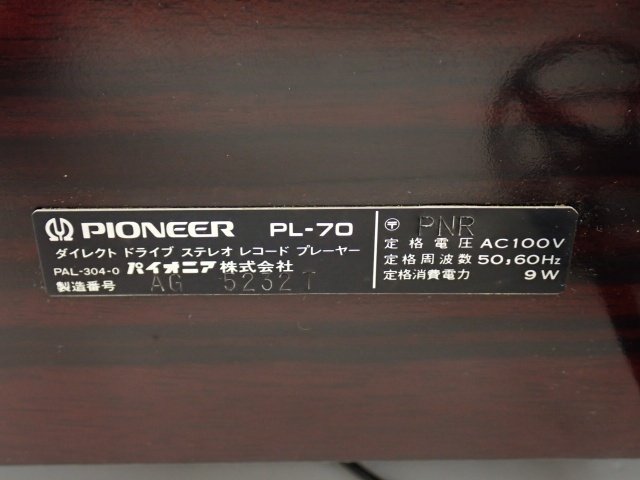 PIONEER PL-70
ダイレクト ドライブ ステレオ レコード プレーヤー
PAL-304-0 パイオニア株式会社
製造番号 AG 5232T
〒 PNR
定格電圧 AC100V
定格周波数 50,60Hz
定格消費電力 9W